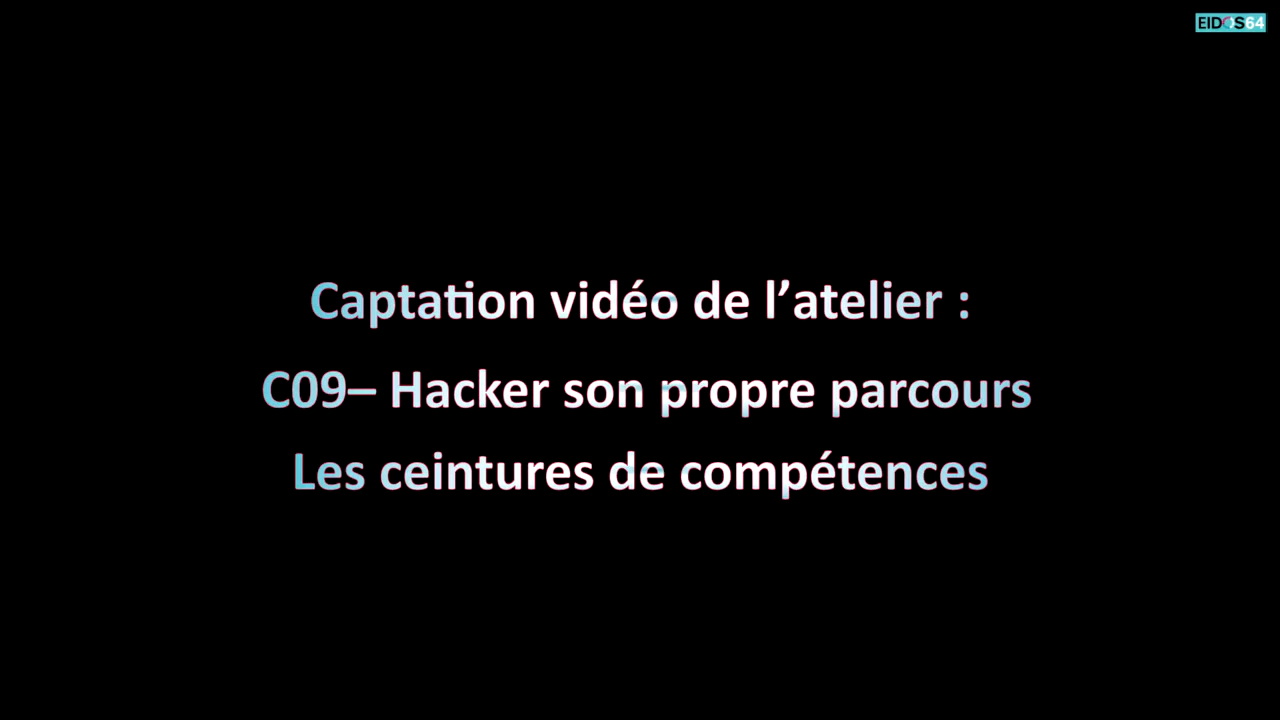 EIDOS64
Captation vidéo de l’atelier :
C09– Hacker son propre parcours
Les ceintures de compétences